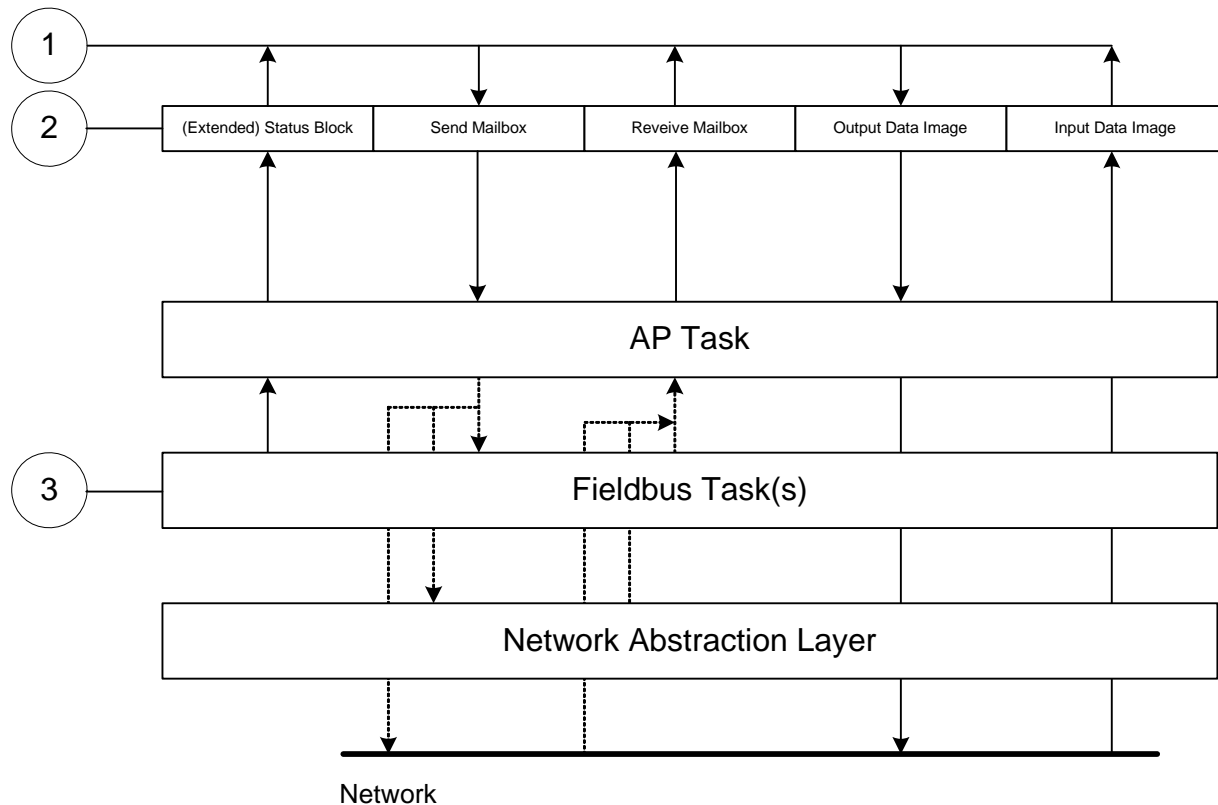 1
2
(Extended) Status Block
Send Mailbox
Reveive Mailbox
Output Data Image
Input Data Image
AP Task
3
Fieldbus Task(s)
Network Abstraction Layer
Network